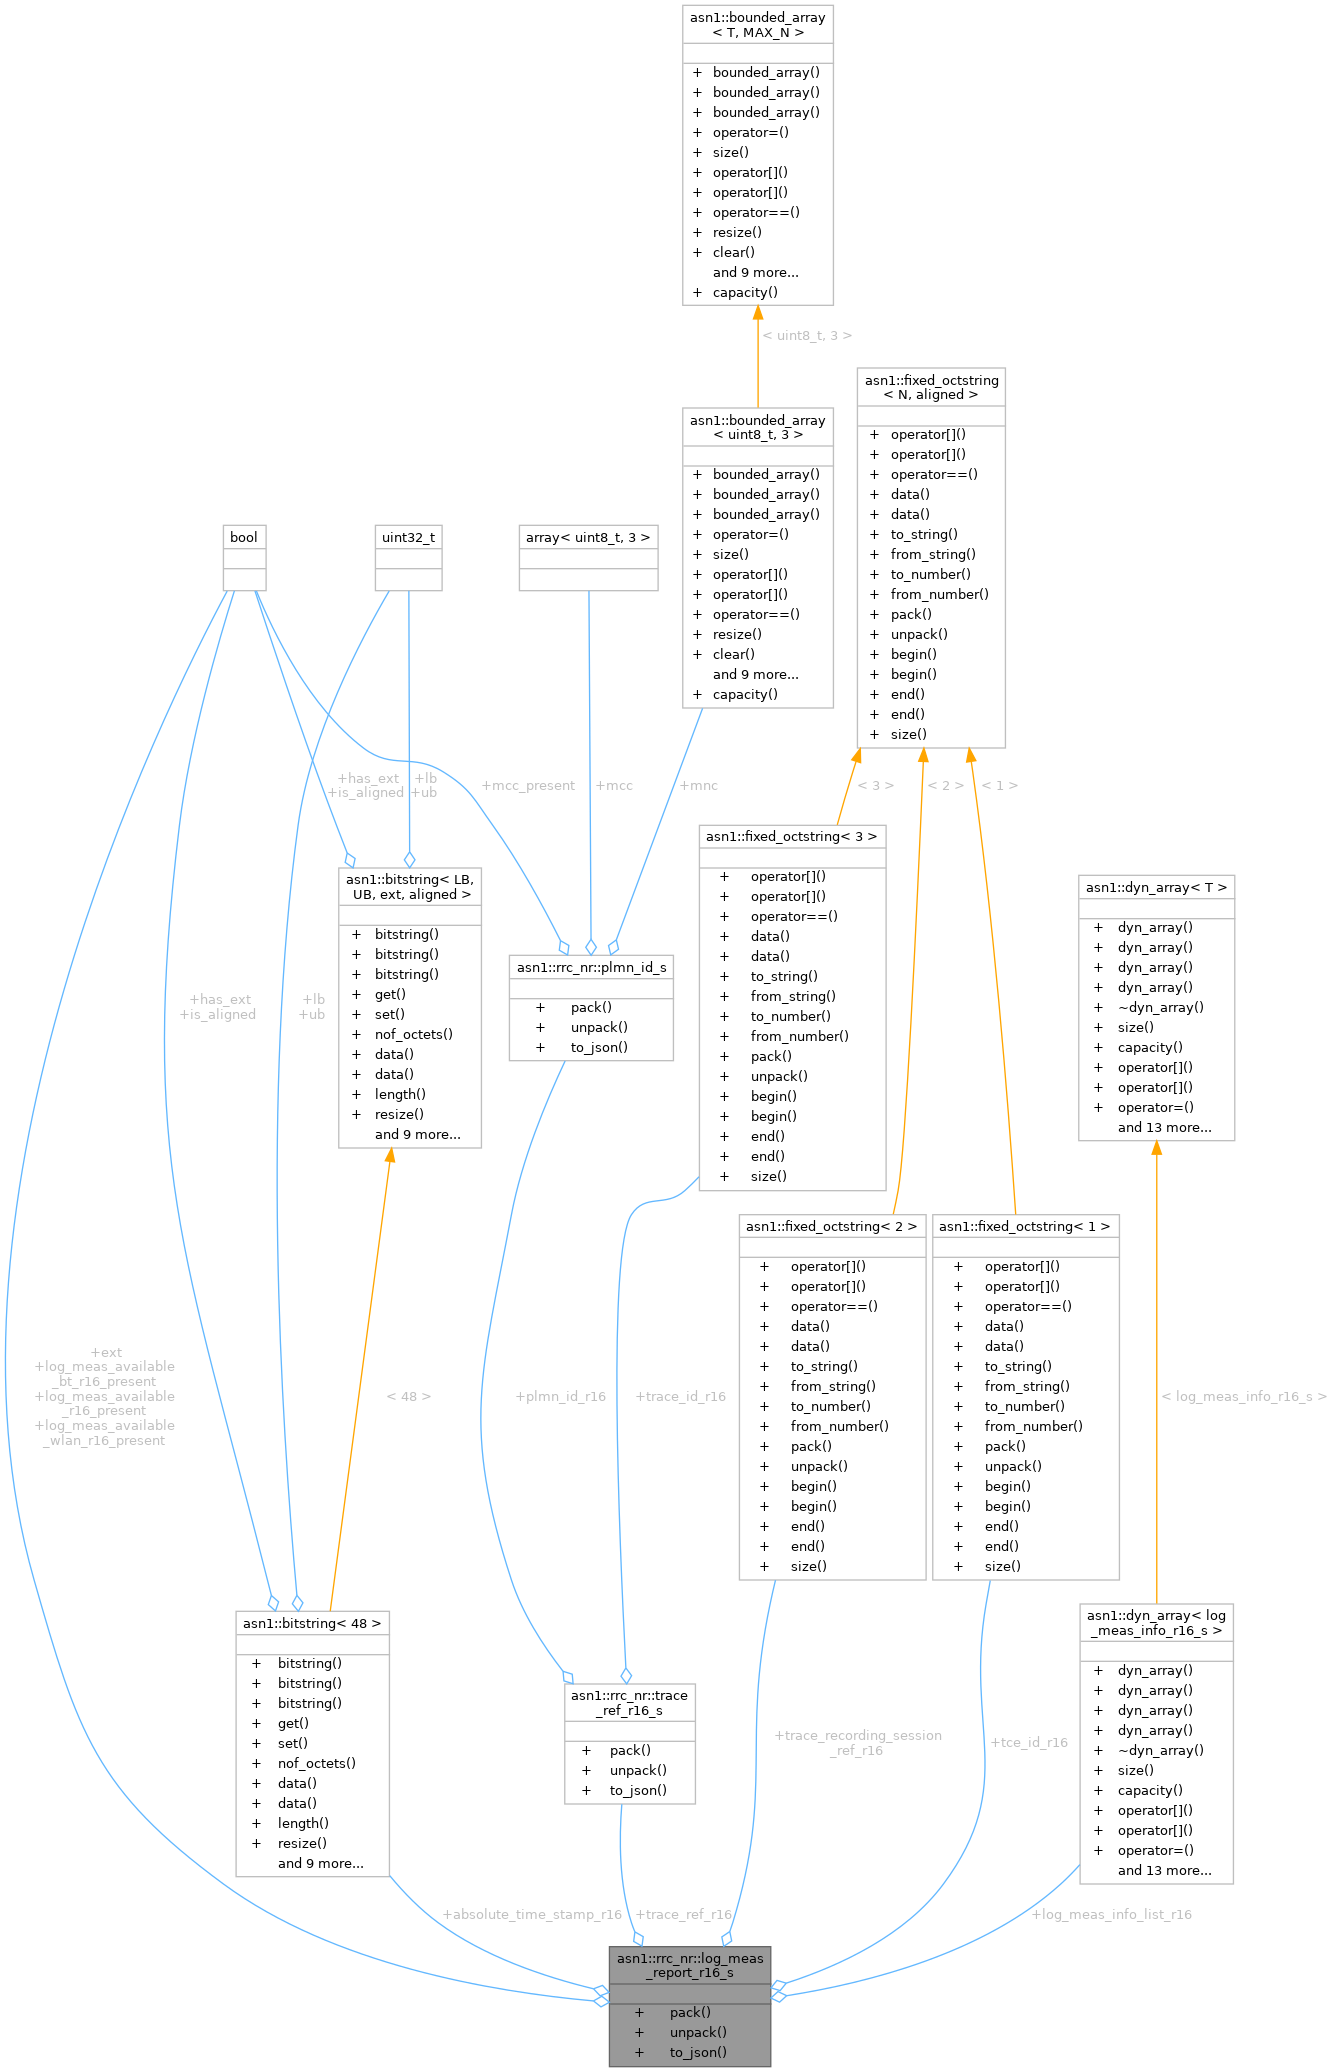 asn1::bounded_array
< T, MAX_N >
+ bounded_array()
+ bounded_array()
+ bounded_array()
+ operator=()
+ size()
+ operator[]()
+ operator[]()
+ operator==()
+ resize()
+ clear()
and 9 more...
+ capacity()
< uint8_t, 3 >
asn1::fixed_octstring
< N, aligned >
+ operator[]()
+ operator[]()
+ operator==()
+ data()
+ data()
+ to_string()
+ from_string()
+ to_number()
+ from_number()
+ pack()
+ unpack()
+ begin()
+ begin()
+ end()
+ end()
+ size()
asn1::bounded_array
< uint8_t, 3 >
+ bounded_array()
+ bounded_array()
+ bounded_array()
+ operator=()
+ size()
+ operator[]()
+ operator[]()
+ operator==()
+ resize()
+ clear()
and 9 more...
+ capacity()
bool
uint32_t
array< uint8_t, 3 >
+has_ext
+is_aligned
+lb
+ub
+mcc_present
+mcc
+mnc
< 3 >
< 2 >
< 1 >
asn1::fixed_octstring< 3 >
+ operator[]()
+ operator[]()
+ operator==()
+ data()
+ data()
+ to_string()
+ from_string()
+ to_number()
+ from_number()
+ pack()
+ unpack()
+ begin()
+ begin()
+ end()
+ end()
+ size()
asn1::bitstring< LB,
UB, ext, aligned >
+ bitstring()
+ bitstring()
+ bitstring()
+ get()
+ set()
+ nof_octets()
+ data()
+ data()
+ length()
+ resize()
and 9 more...
asn1::dyn_array< T >
+ dyn_array()
+ dyn_array()
+ dyn_array()
+ dyn_array()
+ ~dyn_array()
+ size()
+ capacity()
+ operator[]()
+ operator[]()
+ operator=()
and 13 more...
asn1::rrc_nr::plmn_id_s
+ pack()
+ unpack()
+ to_json()
+has_ext
+is_aligned
+lb
+ub
asn1::fixed_octstring< 2 >
+ operator[]()
+ operator[]()
+ operator==()
+ data()
+ data()
+ to_string()
+ from_string()
+ to_number()
+ from_number()
+ pack()
+ unpack()
+ begin()
+ begin()
+ end()
+ end()
+ size()
asn1::fixed_octstring< 1 >
+ operator[]()
+ operator[]()
+ operator==()
+ data()
+ data()
+ to_string()
+ from_string()
+ to_number()
+ from_number()
+ pack()
+ unpack()
+ begin()
+ begin()
+ end()
+ end()
+ size()
+ext
+log_meas_available
_bt_r16_present
+log_meas_available
_r16_present
+log_meas_available
_wlan_r16_present
< 48 >
+plmn_id_r16
+trace_id_r16
< log_meas_info_r16_s >
asn1::bitstring< 48 >
+ bitstring()
+ bitstring()
+ bitstring()
+ get()
+ set()
+ nof_octets()
+ data()
+ data()
+ length()
+ resize()
and 9 more...
asn1::rrc_nr::trace
_ref_r16_s
+ pack()
+ unpack()
+ to_json()
+trace_recording_session
_ref_r16
+tce_id_r16
asn1::dyn_array< log
_meas_info_r16_s >
+ dyn_array()
+ dyn_array()
+ dyn_array()
+ dyn_array()
+ ~dyn_array()
+ size()
+ capacity()
+ operator[]()
+ operator[]()
+ operator=()
and 13 more...
+absolute_time_stamp_r16
+trace_ref_r16
+log_meas_info_list_r16
asn1::rrc_nr::log_meas
_report_r16_s
+ pack()
+ unpack()
+ to_json()